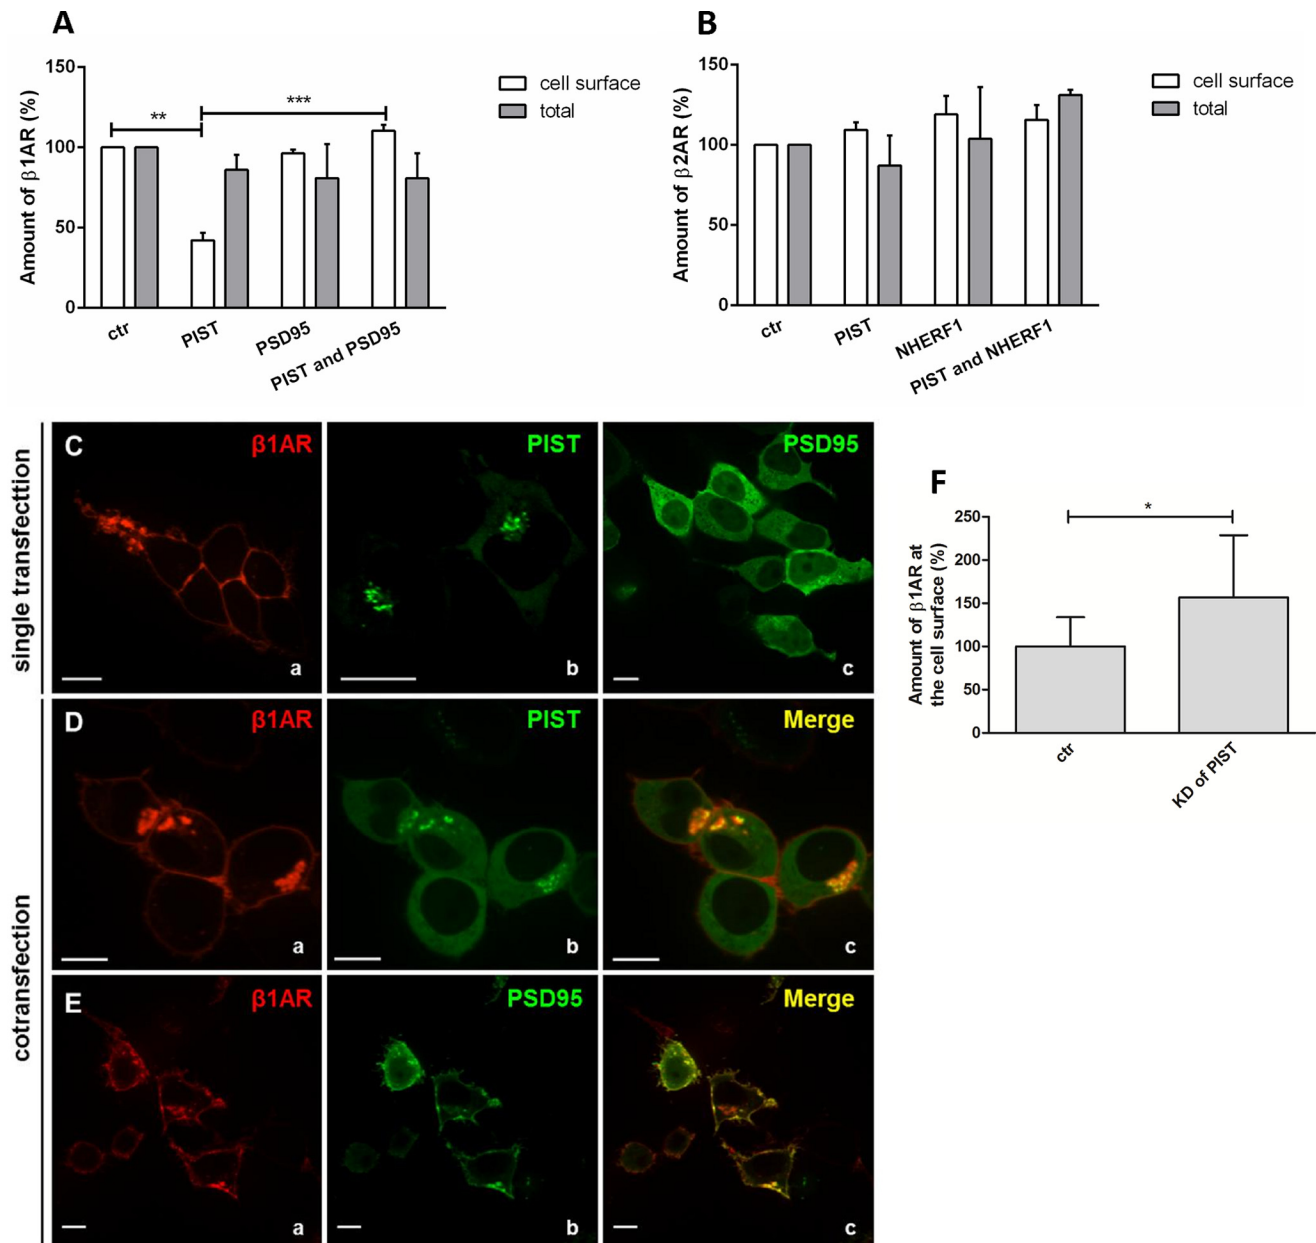 A
150
100
50
0
Amount of β1AR (%)
**
***
cell surface
total
ctr
PIST
PSD95
PIST and PSD95
B
150
100
50
0
Amount of β2AR (%)
cell surface
total
ctr
PIST
NHERF1
PIST and NHERF1
single transfecttion
C
β1AR
a
PIST
b
PSD95
c
cotransfection
D
β1AR
a
PIST
b
Merge
c
E
β1AR
a
PSD95
b
Merge
c
F
250
200
150
100
50
0
Amount of β1AR at
the cell surface (%)
*
ctr
KD of PIST